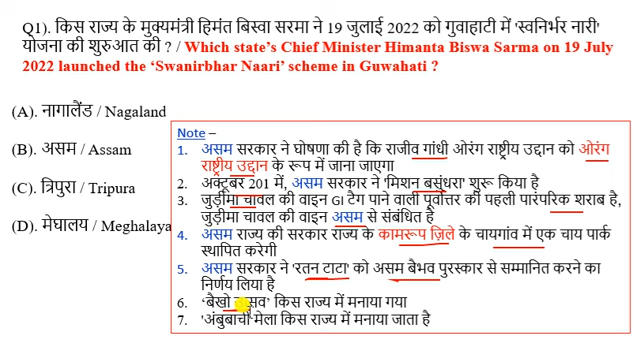 Q1). किस राज्य के मुख्यमंत्री हिमंत बिस्वा सरमा ने 19 जुलाई 2022 को गुवाहाटी में 'स्वनिर्भर नारी'
योजना की शुरुआत की ? / Which state's Chief Minister Himanta Biswa Sarma on 19 July
2022 launched the 'Swanirbhar Naari' scheme in Guwahati ?
(A). नागालैंड / Nagaland
(B). असम / Assam
(C). त्रिपुरा / Tripura
(D). मेघालय / Meghalaya
Note –
1. असम सरकार ने घोषणा की है कि राजीव गांधी ओरंग राष्ट्रीय उद्दान को ओरंग
राष्ट्रीय उद्दान के रूप में जाना जाएगा
2. अक्टूबर 201 में, असम सरकार ने 'मिशन बसुंधरा' शुरू किया है
3. जुडीमा चावल की वाइन GI टैग पाने वाली पूर्वोत्तर की पहली पारंपरिक शराब है,
जुडीमा चावल की वाइन असम से संबंधित है
4. असम राज्य की सरकार राज्य के कामरूप ज़िले के चायगांव में एक चाय पार्क
स्थापित करेगी
5. असम सरकार ने 'रतन टाटा' को असम बैभव पुरस्कार से सम्मानित करने का
निर्णय लिया है
6. 'बैखो किस राज्य में मनाया गया
7. 'अंबुबाची मेला किस राज्य में मनाया जाता है